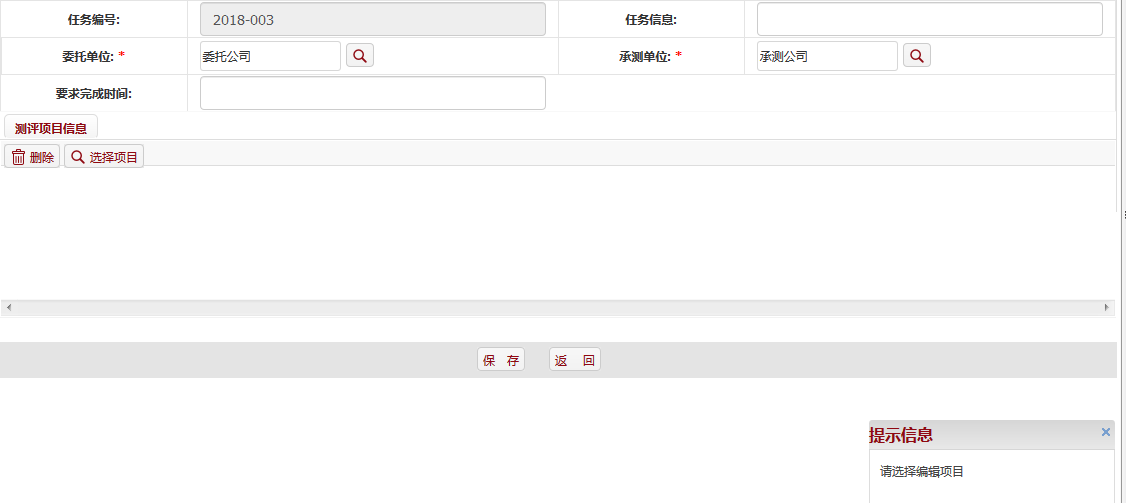 任务编号: 2018-003 任务信息:
委托单位: * 委托公司 承测单位: * 承测公司
要求完成时间:
测评项目信息
删除 选择项目
保 存 返 回
提示信息 ×
请选择编辑项目